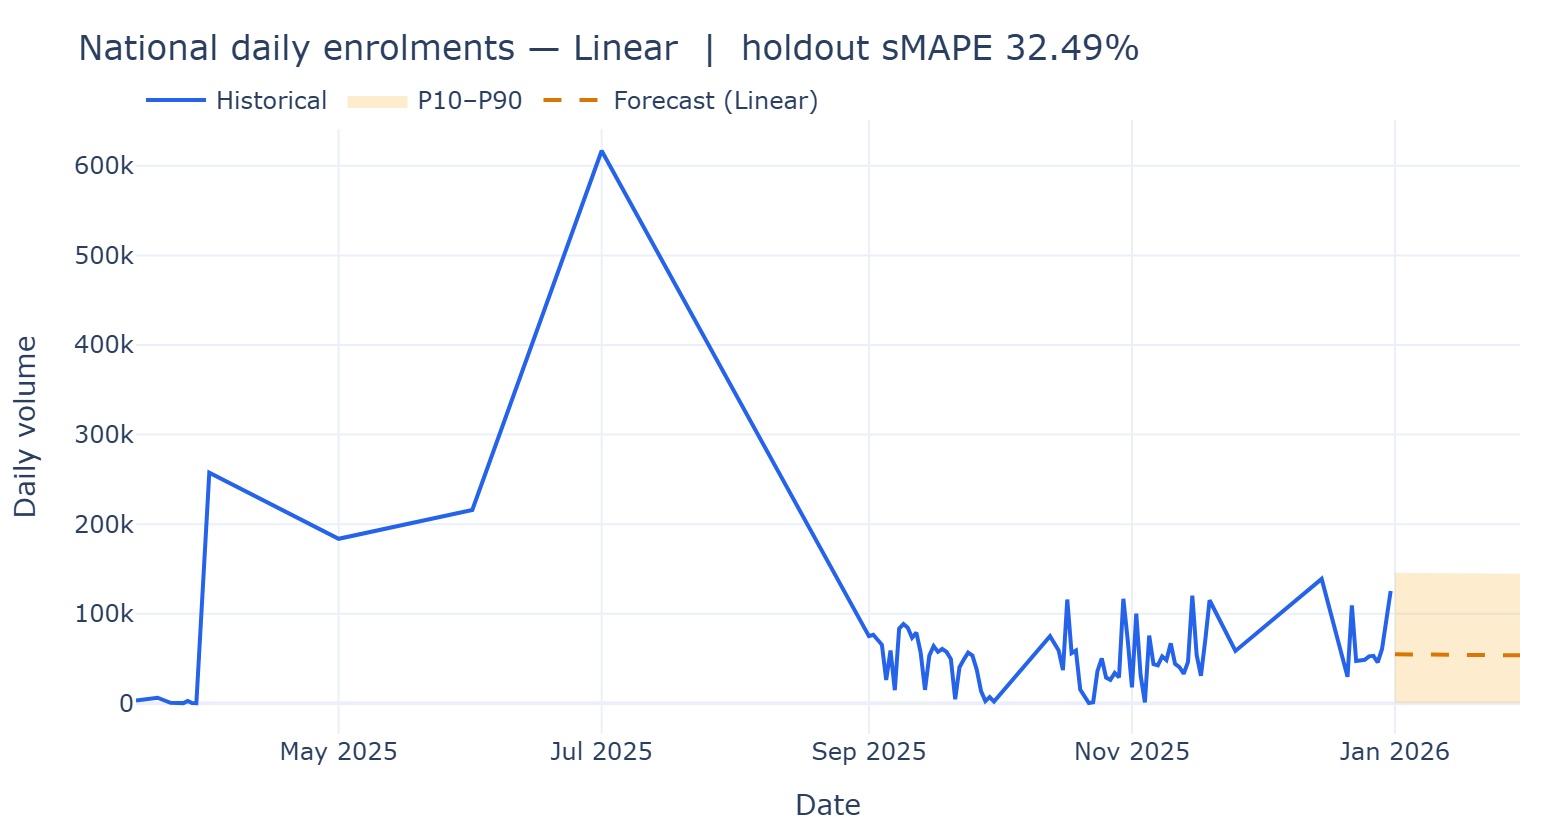 National daily enrolments — Linear | holdout sMAPE 32.49%
Historical P10–P90 Forecast (Linear)
600k
500k
400k
300k
200k
100k
0
Daily volume
May 2025 Jul 2025 Sep 2025 Nov 2025 Jan 2026
Date